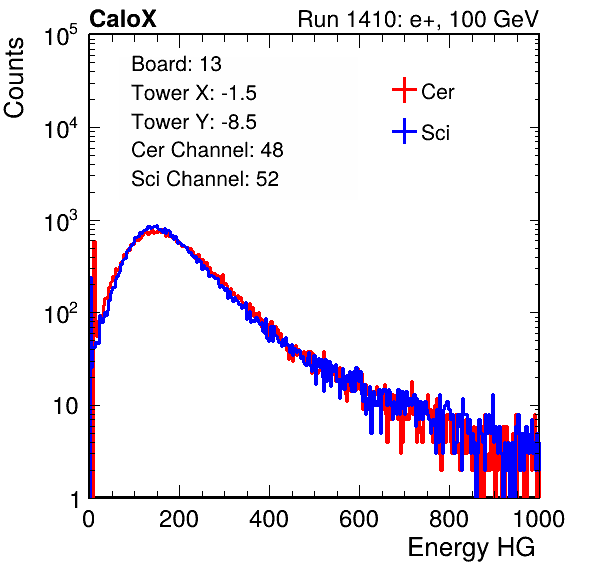 CaloX Run 1410: e+, 100 GeV
Counts
10^5
10^4
10^3
10^2
10
1
Board: 13
Tower X: -1.5
Tower Y: -8.5
Cer Channel: 48
Sci Channel: 52
Cer
Sci
0 200 400 600 800 1000
Energy HG